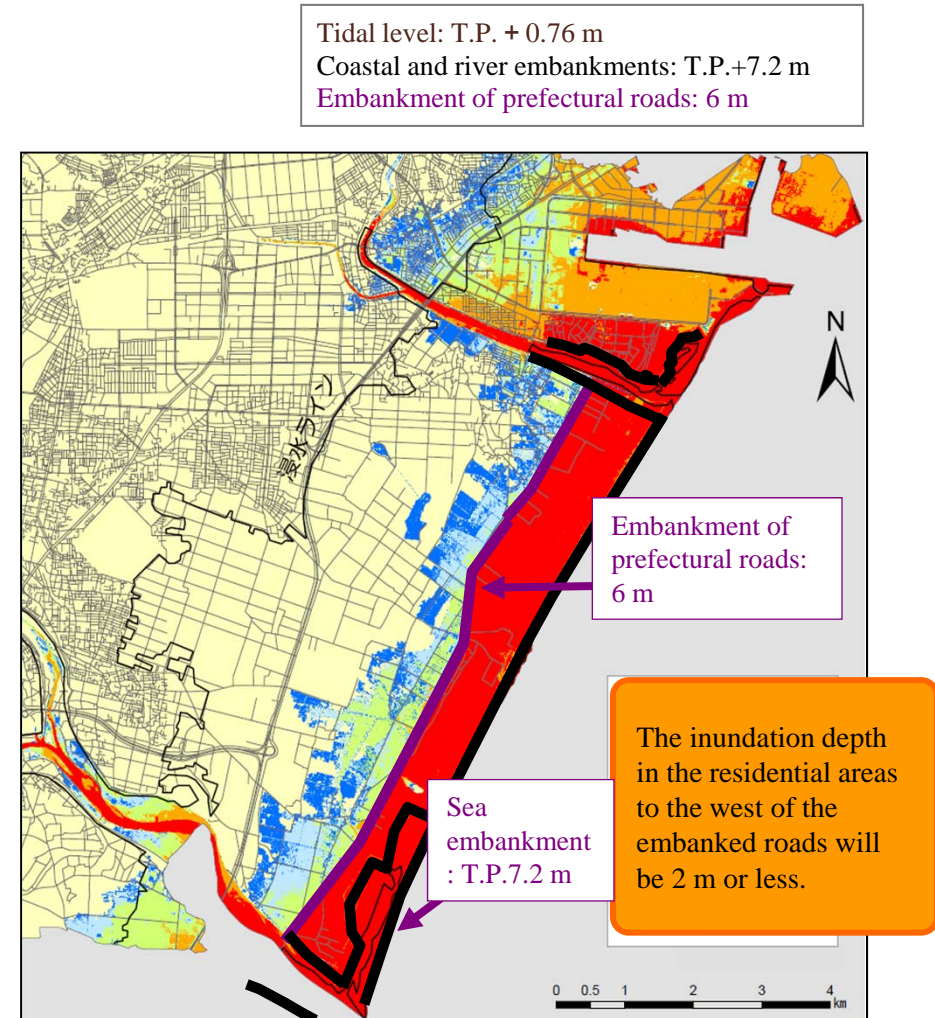 Tidal level: T.P. + 0.76 m
Coastal and river embankments: T.P.+7.2 m
Embankment of prefectural roads: 6 m
浸水ライン
N
Embankment of
prefectural roads:
6 m
The inundation depth
in the residential areas
to the west of the
embanked roads will
be 2 m or less.
Sea
embankment
: T.P.7.2 m
0 0.5 1 2 3 4
km